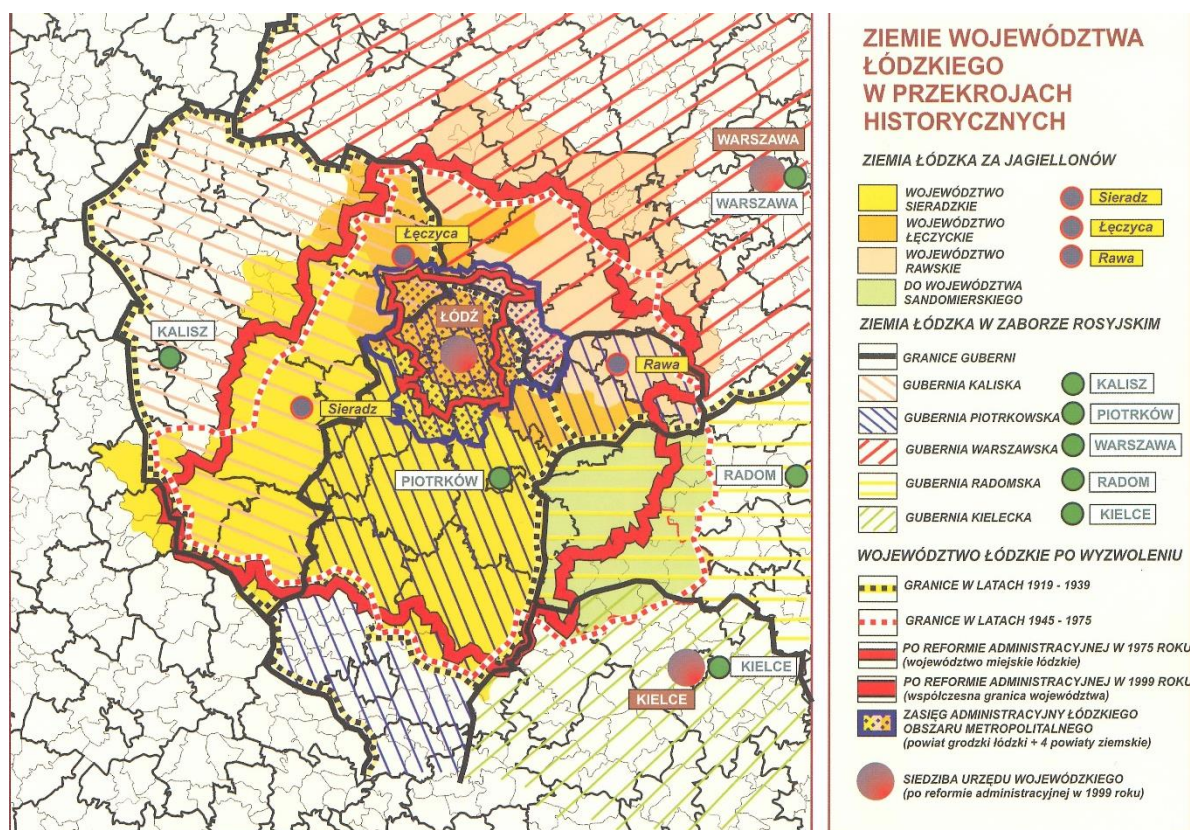 WARSZAWA
WARSZAWA
Łęczyca
ŁÓDŹ
KALISZ
Rawa
Sieradz
PIOTRKÓW
RADOM
KIELCE
KIELCE
ZIEMIE WOJEWÓDZTWA
ŁÓDZKIEGO
W PRZEKROJACH
HISTORYCZNYCH
ZIEMIA ŁÓDZKA ZA JAGIELLONÓW
WOJEWÓDZTWO
SIERADZKIE
Sieradz
WOJEWÓDZTWO
ŁĘCZYCKIE
Łęczyca
WOJEWÓDZTWO
RAWSKIE
Rawa
DO WOJEWÓDZTWA
SANDOMIERSKIEGO
ZIEMIA ŁÓDZKA W ZABORZE ROSYJSKIM
GRANICE GUBERNI
GUBERNIA KALISKA
KALISZ
GUBERNIA PIOTRKOWSKA
PIOTRKÓW
GUBERNIA WARSZAWSKA
WARSZAWA
GUBERNIA RADOMSKA
RADOM
GUBERNIA KIELECKA
KIELCE
WOJEWÓDZTWO ŁÓDZKIE PO WYZWOLENIU
GRANICE W LATACH 1919 - 1939
GRANICE W LATACH 1945 - 1975
PO REFORMIE ADMINISTRACYJNEJ W 1975 ROKU
(województwo miejskie łódzkie)
PO REFORMIE ADMINISTRACYJNEJ W 1999 ROKU
(współczesna granica województwa)
ZASIĘG ADMINISTRACYJNY ŁÓDZKIEGO
OBSZARU METROPOLITALNEGO
(powiat grodzki łódzki + 4 powiaty ziemskie)
SIEDZIBA URZĘDU WOJEWÓDZKIEGO
(po reformie administracyjnej w 1999 roku)